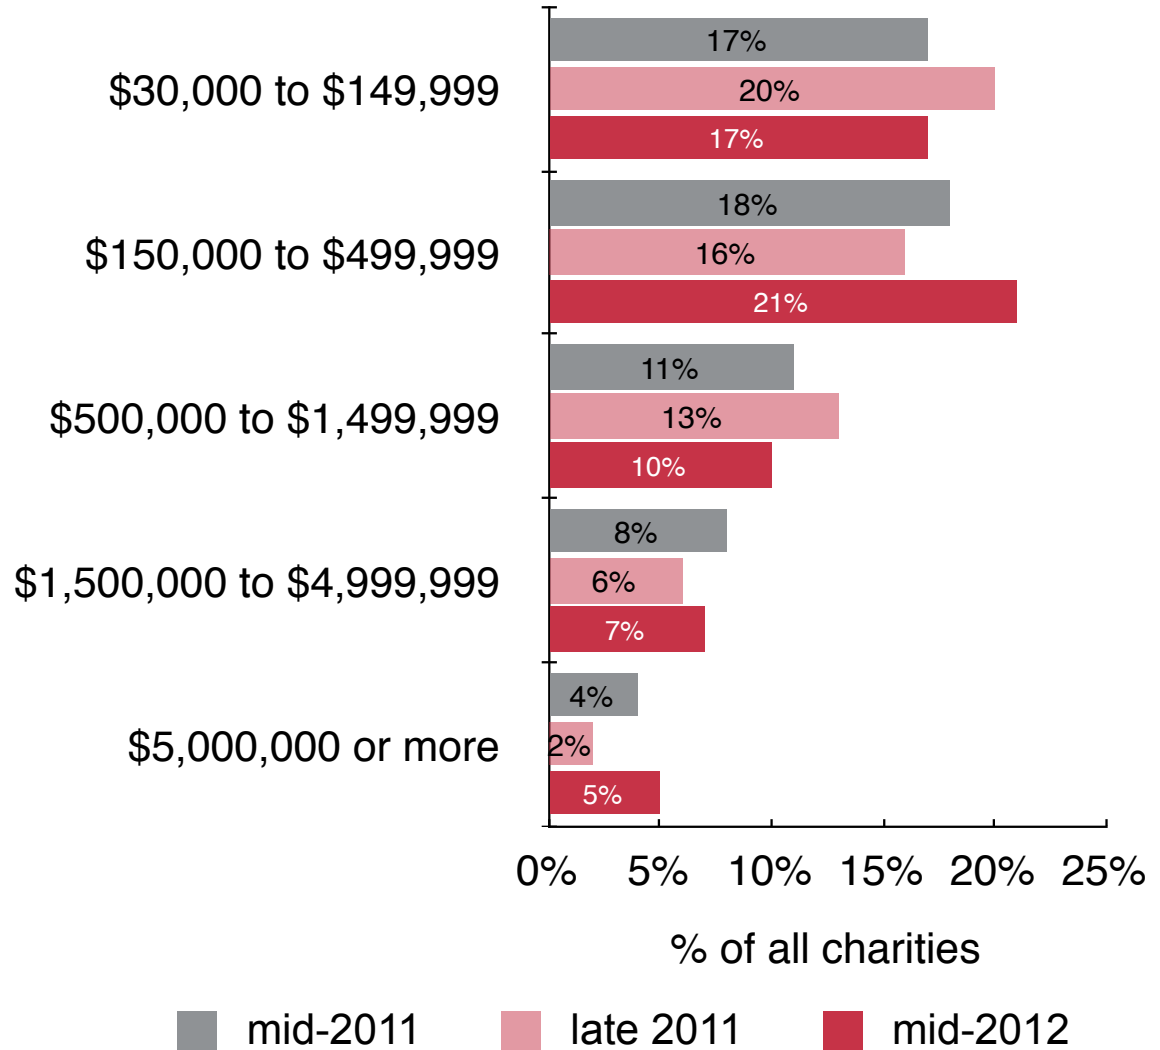 17%
$30,000 to $149,999
20%
17%
18%
$150,000 to $499,999
16%
21%
11%
$500,000 to $1,499,999
13%
10%
8%
$1,500,000 to $4,999,999
6%
7%
4%
$5,000,000 or more
2%
5%
0% 5% 10% 15% 20% 25%
% of all charities
mid-2011 late 2011 mid-2012